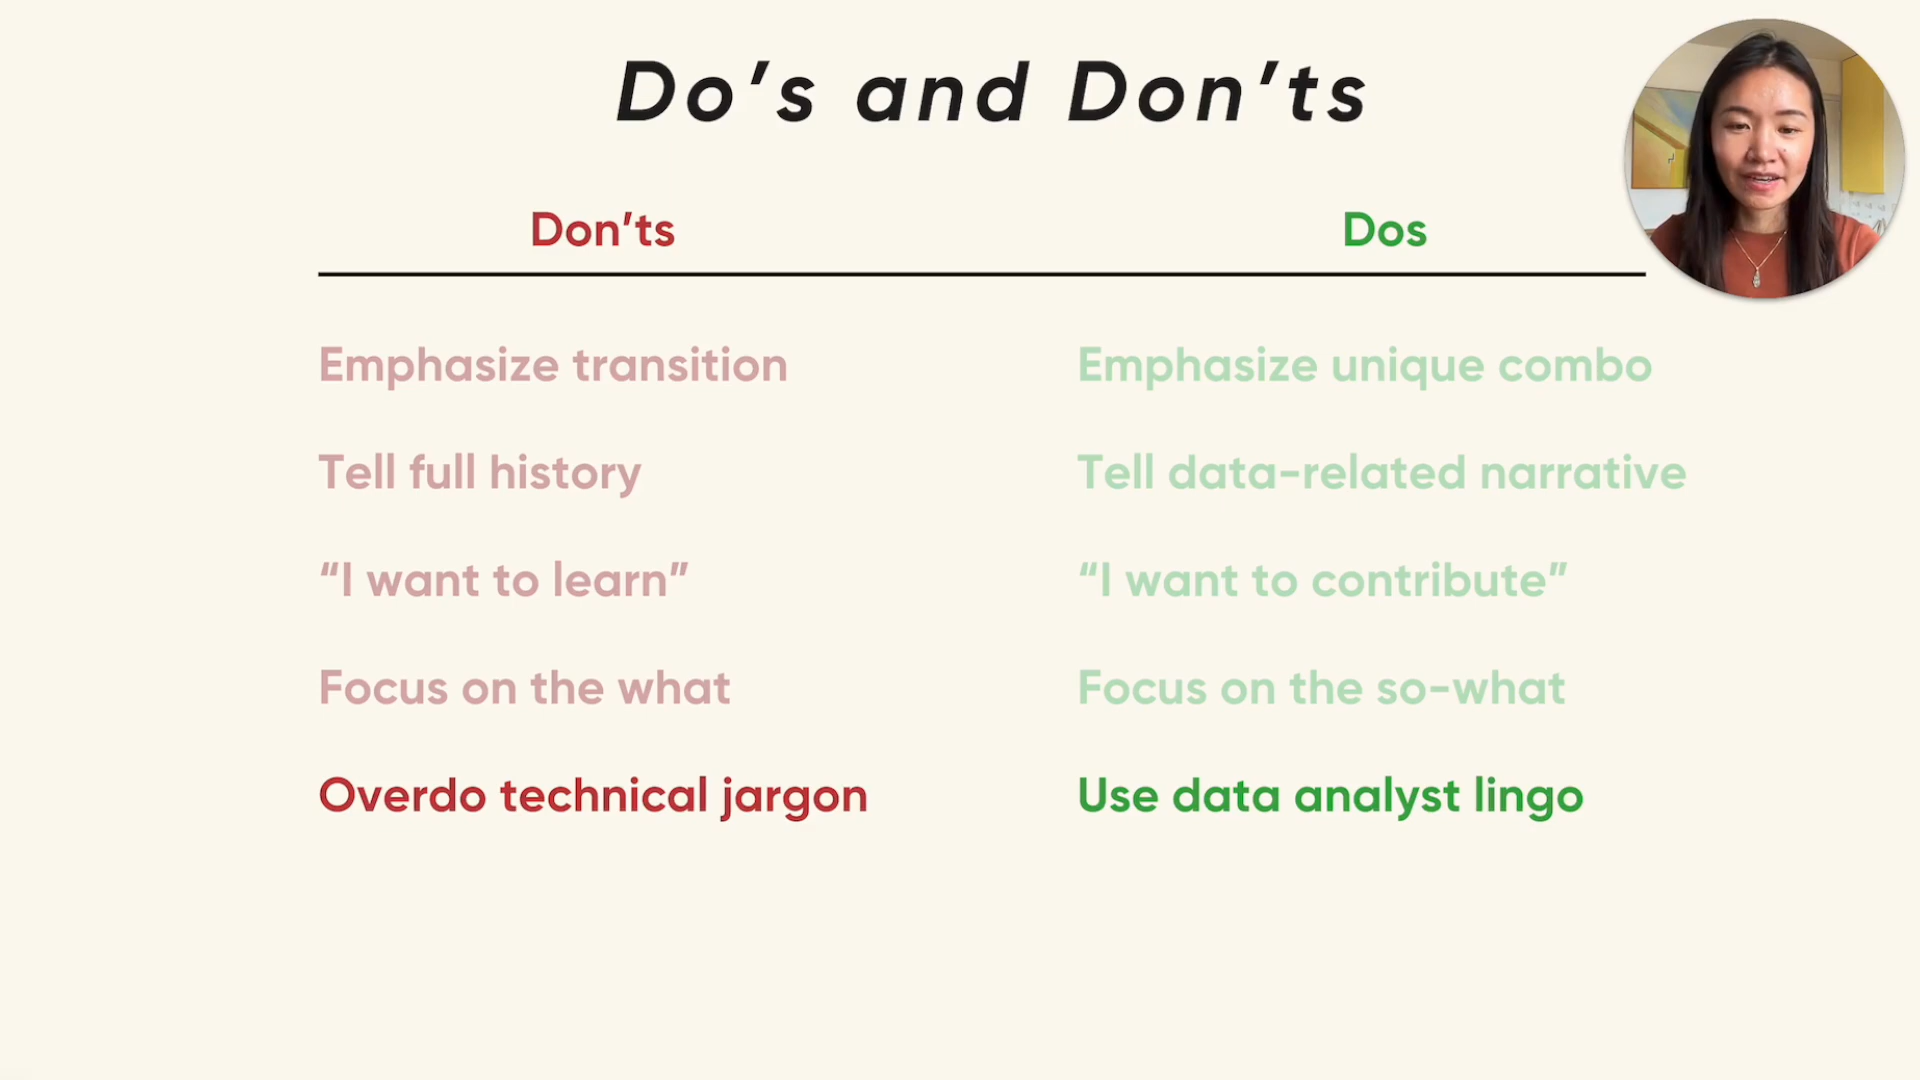 Do’s and Don’ts
Don’ts
Dos
Emphasize transition
Emphasize unique combo
Tell full history
Tell data-related narrative
“I want to learn”
“I want to contribute”
Focus on the what
Focus on the so-what
Overdo technical jargon
Use data analyst lingo